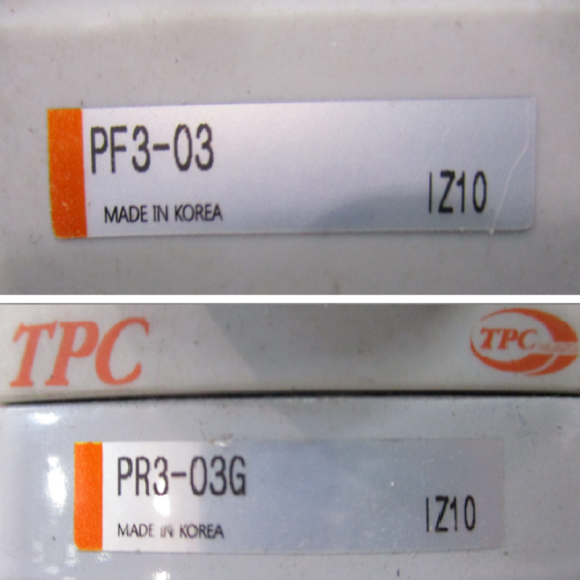 PF3-03
MADE IN KOREA
IZ10
TPC
TPC
PR3-03G
MADE IN KOREA
IZ10